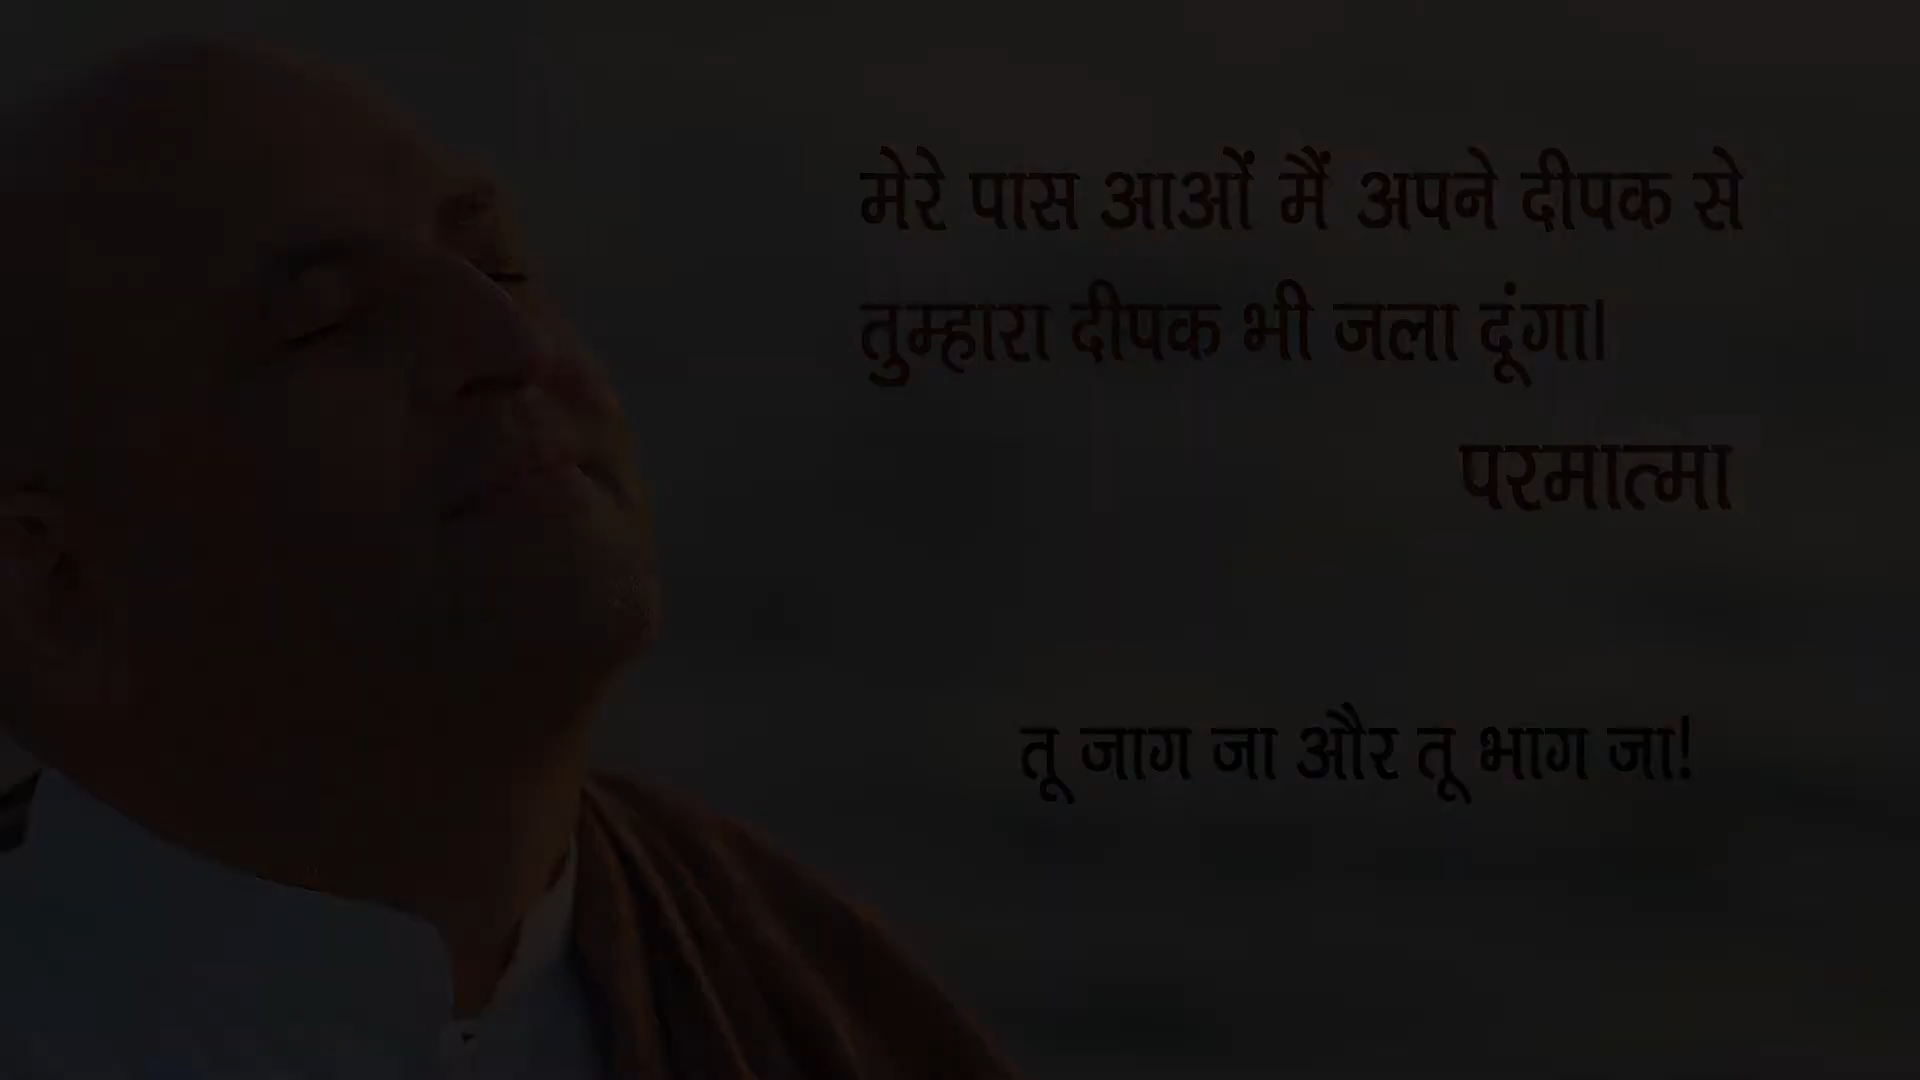 मेरे पास आओं मैं अपने दीपक से
तुम्हारा दीपक भी जला दूंगा।
परमात्मा
तू जाग जा और तू भाग जा!